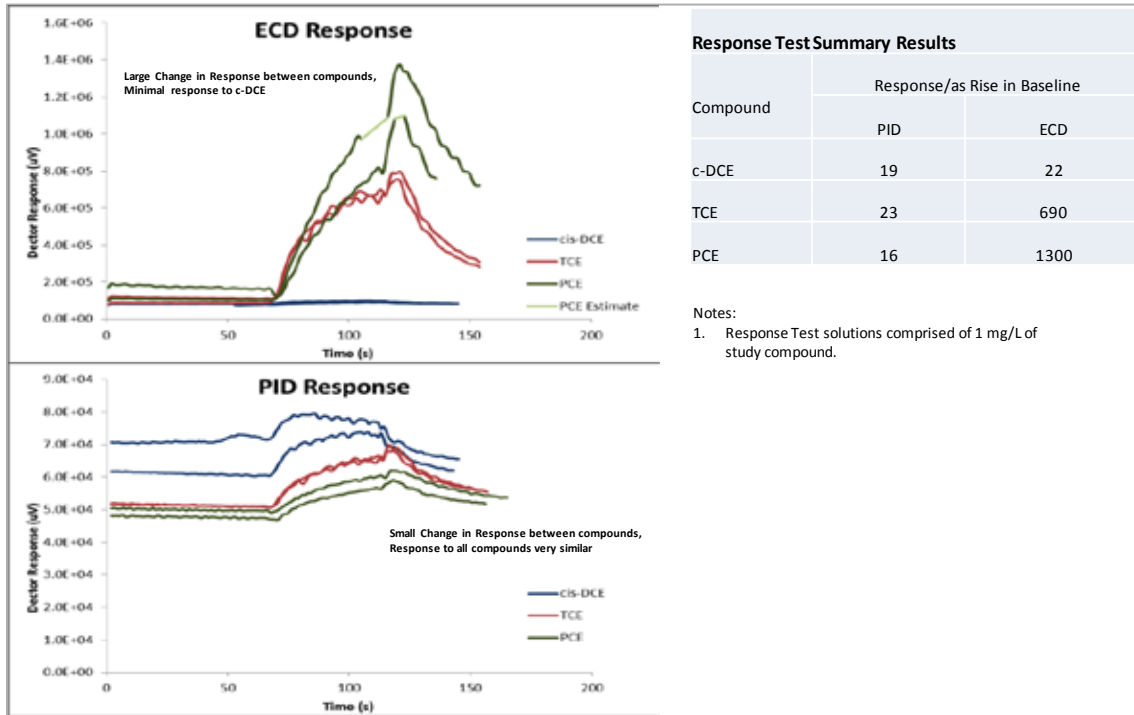 ECD Response
Large Change in Response between compounds,
Minimal response to c-DCE
Dector Response (uV)
1.6E+06
1.4E+06
1.2E+06
1.0E+06
8.0E+05
6.0E+05
4.0E+05
2.0E+05
0.0E+00
0 50 100 150 200
Time (s)
cis-DCE
TCE
PCE
PCE Estimate
PID Response
Small Change in Response between compounds,
Response to all compounds very similar
Dector Response (uV)
9.0E+04
8.0E+04
7.0E+04
6.0E+04
5.0E+04
4.0E+04
3.0E+04
2.0E+04
1.0E+04
0.0E+00
0 50 100 150 200
Time (s)
cis-DCE
TCE
PCE
Response Test Summary Results
Compound
Response/as Rise in Baseline
PID ECD
c-DCE 19 22
TCE 23 690
PCE 16 1300
Notes:
1. Response Test solutions comprised of 1 mg/L of
study compound.